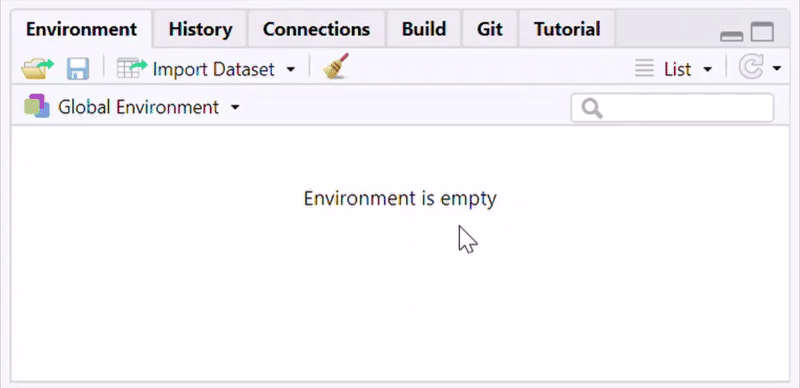 Environment History Connections Build Git Tutorial
Import Dataset List
Global Environment
Environment is empty